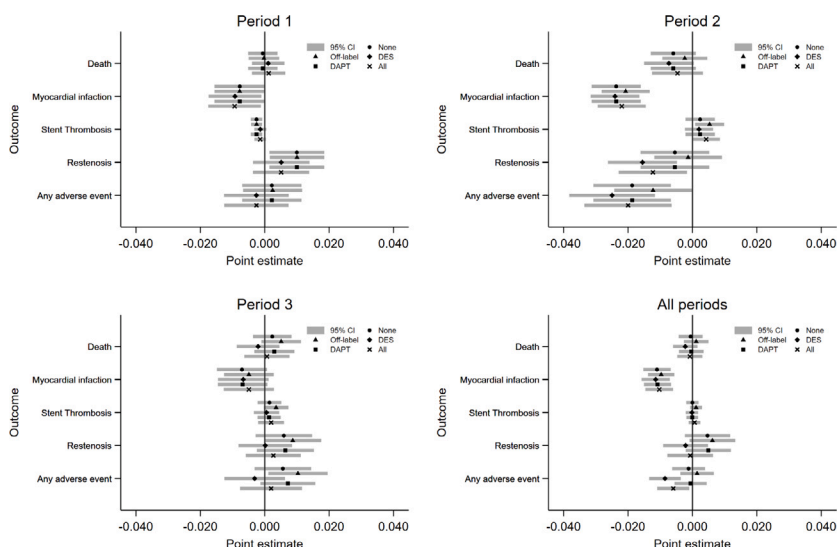 Period 1
95% CI None
Off-label DES
DAPT All
Outcome
Death
Myocardial infaction
Stent Thrombosis
Restenosis
Any adverse event
-0.040 -0.020 0.000 0.020 0.040
Point estimate
Period 2
95% CI None
Off-label DES
DAPT All
Outcome
Death
Myocardial infaction
Stent Thrombosis
Restenosis
Any adverse event
-0.040 -0.020 0.000 0.020 0.040
Point estimate
Period 3
95% CI None
Off-label DES
DAPT All
Outcome
Death
Myocardial infaction
Stent Thrombosis
Restenosis
Any adverse event
-0.040 -0.020 0.000 0.020 0.040
Point estimate
All periods
95% CI None
Off-label DES
DAPT All
Outcome
Death
Myocardial infaction
Stent Thrombosis
Restenosis
Any adverse event
-0.040 -0.020 0.000 0.020 0.040
Point estimate